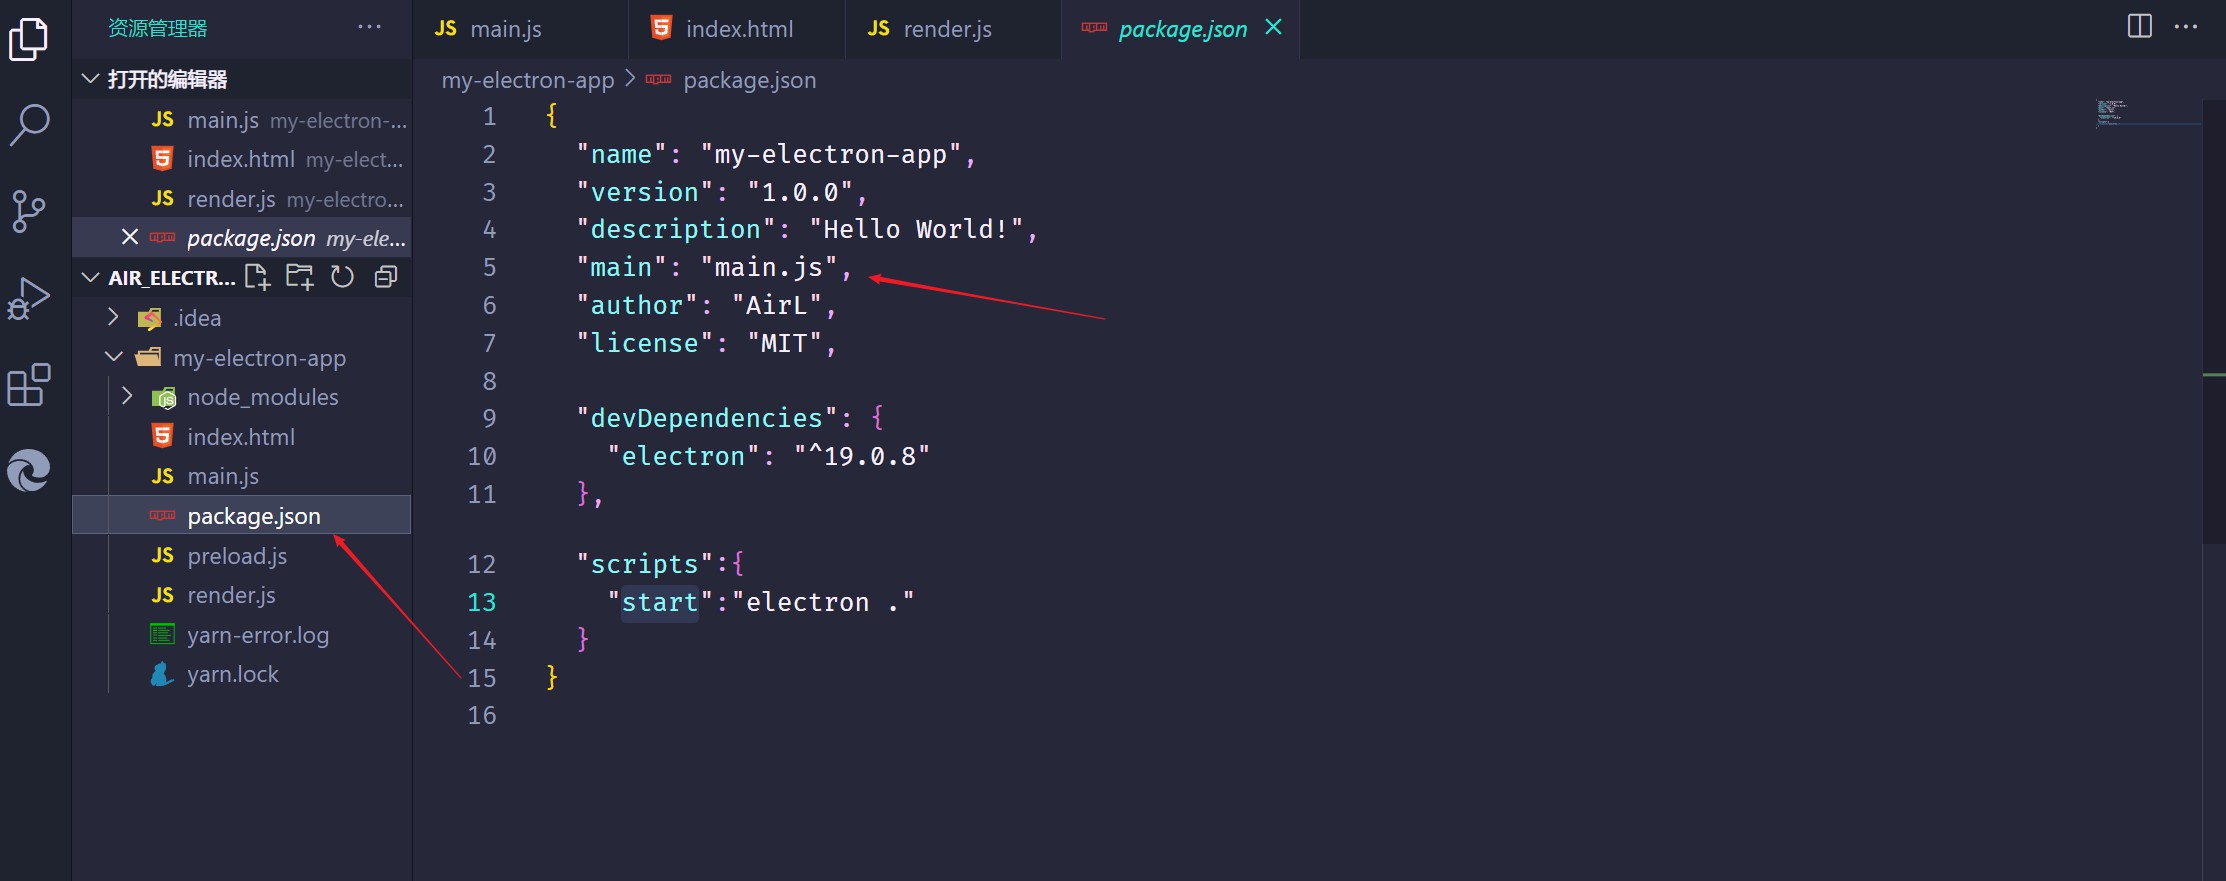 资源管理器 ···
打开的编辑器
JS main.js my-electron-...
index.html my-elect...
JS render.js my-electro...
package.json my-ele...
AIR_ELECTR...
.idea
my-electron-app
node_modules
index.html
JS main.js
package.json
JS preload.js
JS render.js
yarn-error.log
yarn.lock
JS main.js index.html JS render.js package.json
my-electron-app > package.json
1 {
2 "name": "my-electron-app",
3 "version": "1.0.0",
4 "description": "Hello World!",
5 "main": "main.js",
6 "author": "AirL",
7 "license": "MIT",
8
9 "devDependencies": {
10 "electron": "^19.0.8"
11 },
12 "scripts":{
13 "start":"electron ."
14 }
15 }
16